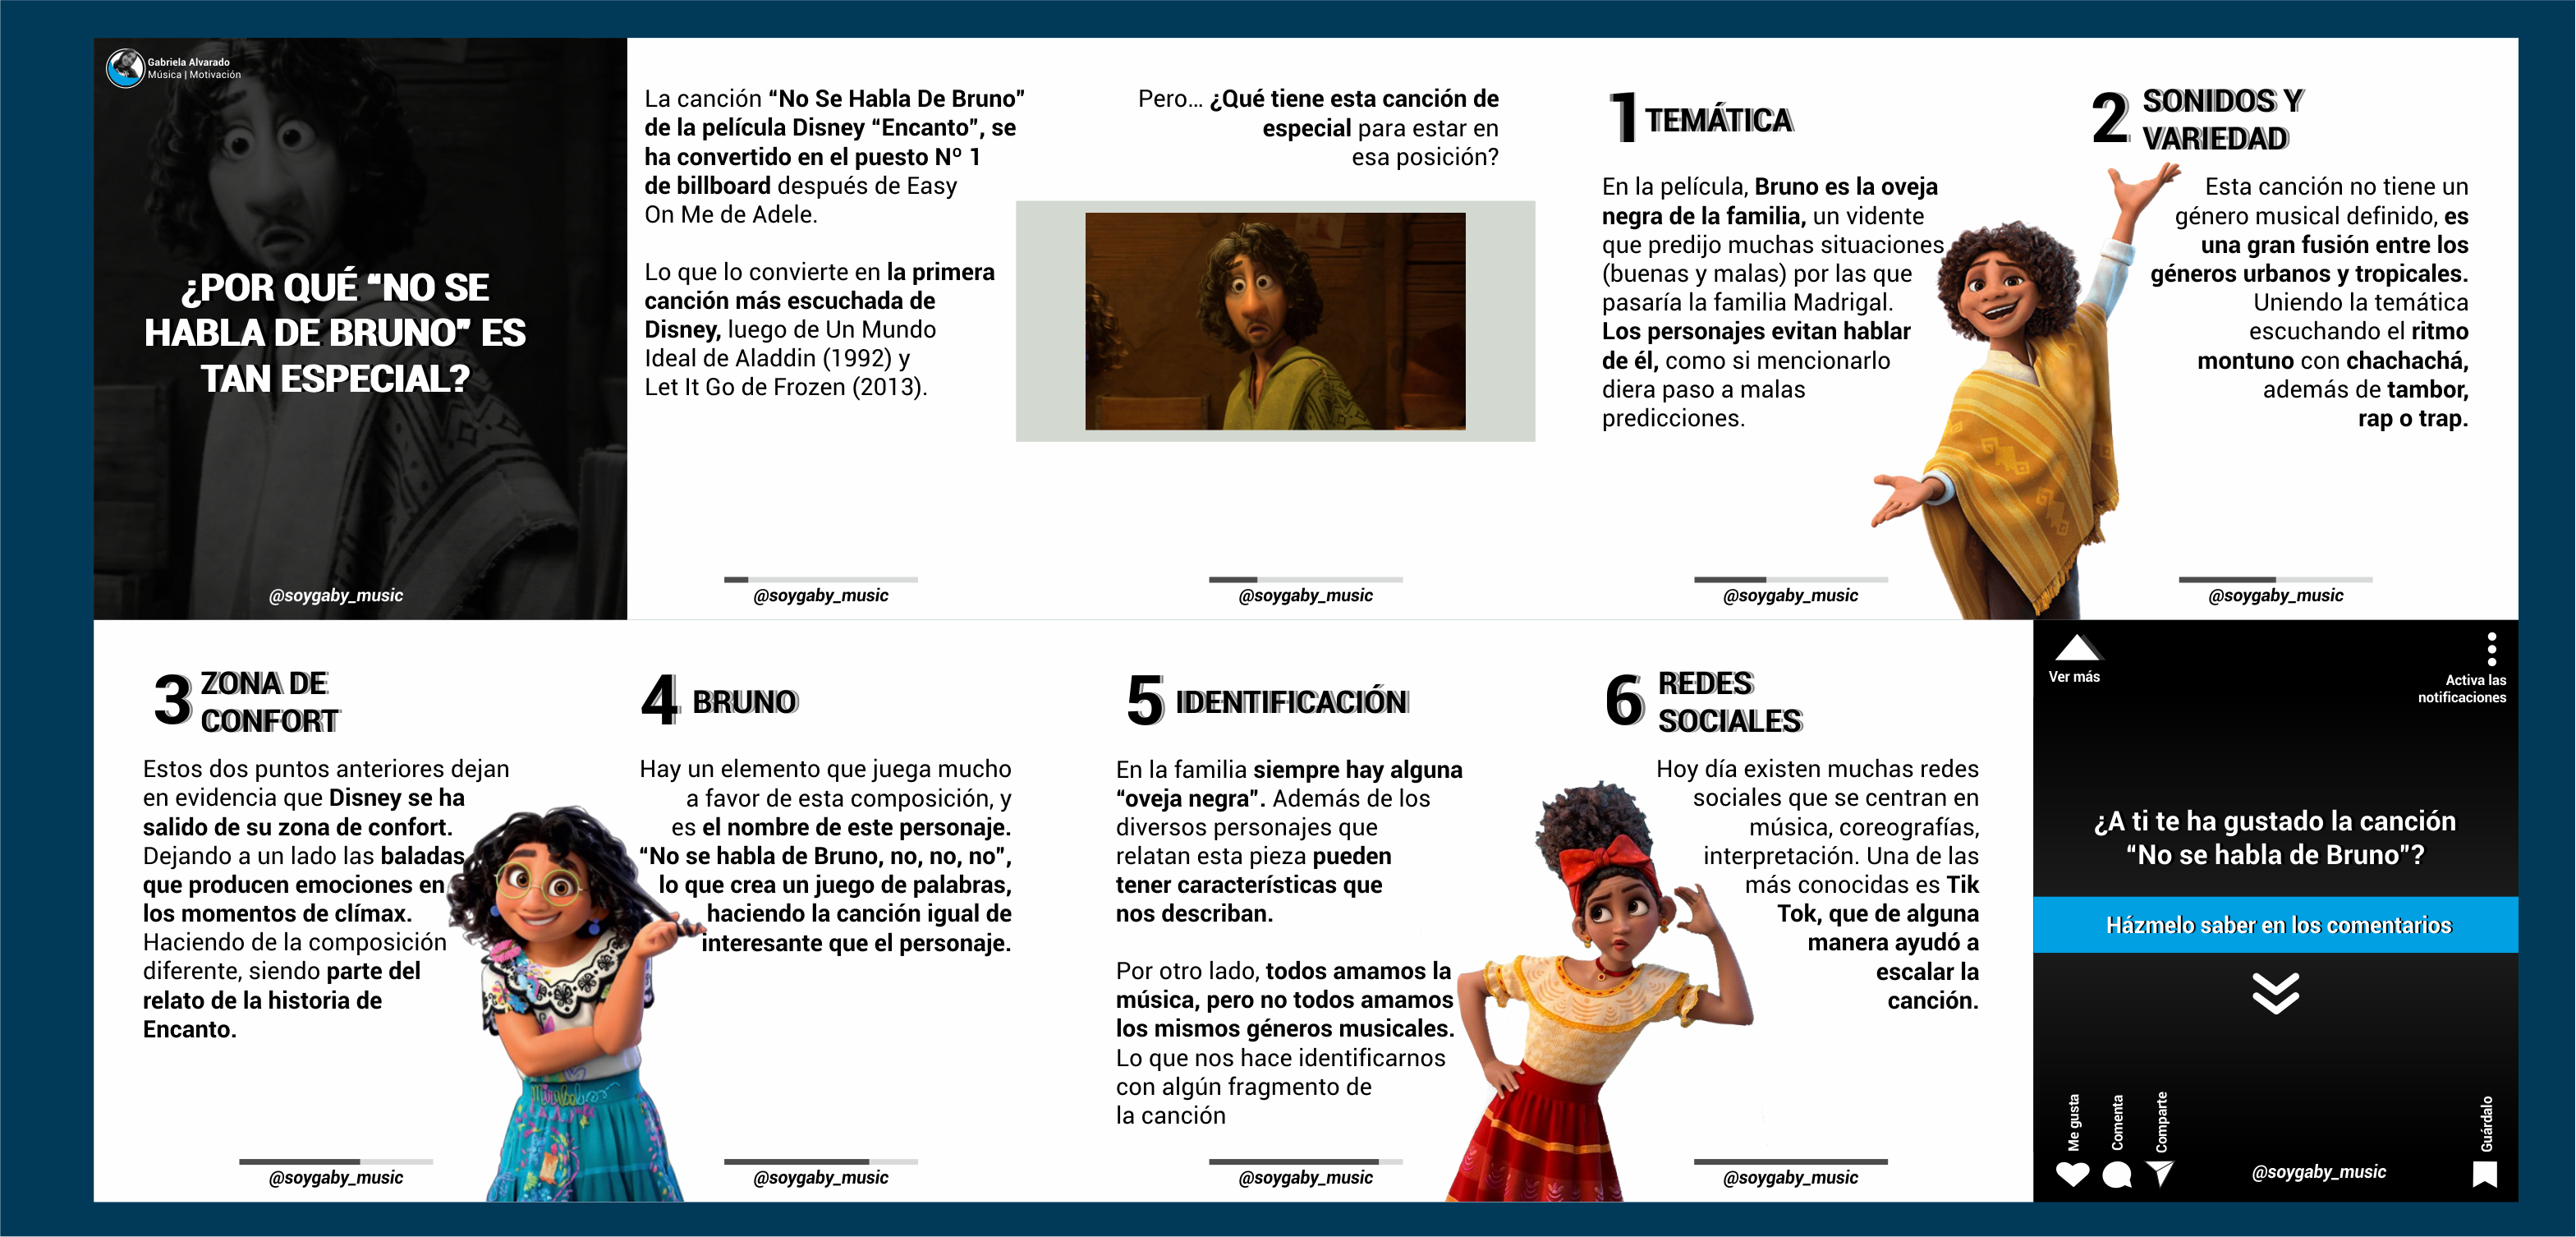 Gabriela Alvarado
Música | Motivación
¿POR QUÉ “NO SE
HABLA DE BRUNO” ES
TAN ESPECIAL?
@soygaby_music
La canción “No Se Habla De Bruno”
de la película Disney “Encanto”, se
ha convertido en el puesto Nº 1
de billboard después de Easy
On Me de Adele.
Lo que lo convierte en la primera
canción más escuchada de
Disney, luego de Un Mundo
Ideal de Aladdin (1992) y
Let It Go de Frozen (2013).
@soygaby_music
Pero... ¿Qué tiene esta canción de
especial para estar en
esa posición?
@soygaby_music
1 TEMÁTICA
En la película, Bruno es la oveja
negra de la familia, un vidente
que predijo muchas situaciones
(buenas y malas) por las que
pasaría la familia Madrigal.
Los personajes evitan hablar
de él, como si mencionarlo
diera paso a malas
predicciones.
@soygaby_music
2 SONIDOS Y
VARIEDAD
Esta canción no tiene un
género musical definido, es
una gran fusión entre los
géneros urbanos y tropicales.
Uniendo la temática
escuchando el ritmo
montuno con chachachá,
además de tambor,
rap o trap.
@soygaby_music
3 ZONA DE
CONFORT
Estos dos puntos anteriores dejan
en evidencia que Disney se ha
salido de su zona de confort.
Dejando a un lado las baladas
que producen emociones en
los momentos de clímax.
Haciendo de la composición
diferente, siendo parte del
relato de la historia de
Encanto.
@soygaby_music
Mirabel
4 BRUNO
Hay un elemento que juega mucho
a favor de esta composición, y
es el nombre de este personaje.
“No se habla de Bruno, no, no, no”,
lo que crea un juego de palabras,
haciendo la canción igual de
interesante que el personaje.
@soygaby_music
5 IDENTIFICACIÓN
En la familia siempre hay alguna
“oveja negra”. Además de los
diversos personajes que
relatan esta pieza pueden
tener características que
nos describan.
Por otro lado, todos amamos la
música, pero no todos amamos
los mismos géneros musicales.
Lo que nos hace identificarnos
con algún fragmento de
la canción
@soygaby_music
6 REDES
SOCIALES
Hoy día existen muchas redes
sociales que se centran en
música, coreografías,
interpretación. Una de las
más conocidas es Tik
Tok, que de alguna
manera ayudó a
escalar la
canción.
@soygaby_music
Ver más
Activa las
notificaciones
¿A ti te ha gustado la canción
“No se habla de Bruno”?
Házmelo saber en los comentarios
Me gusta
Comenta
Comparte
@soygaby_music
Guárdalo